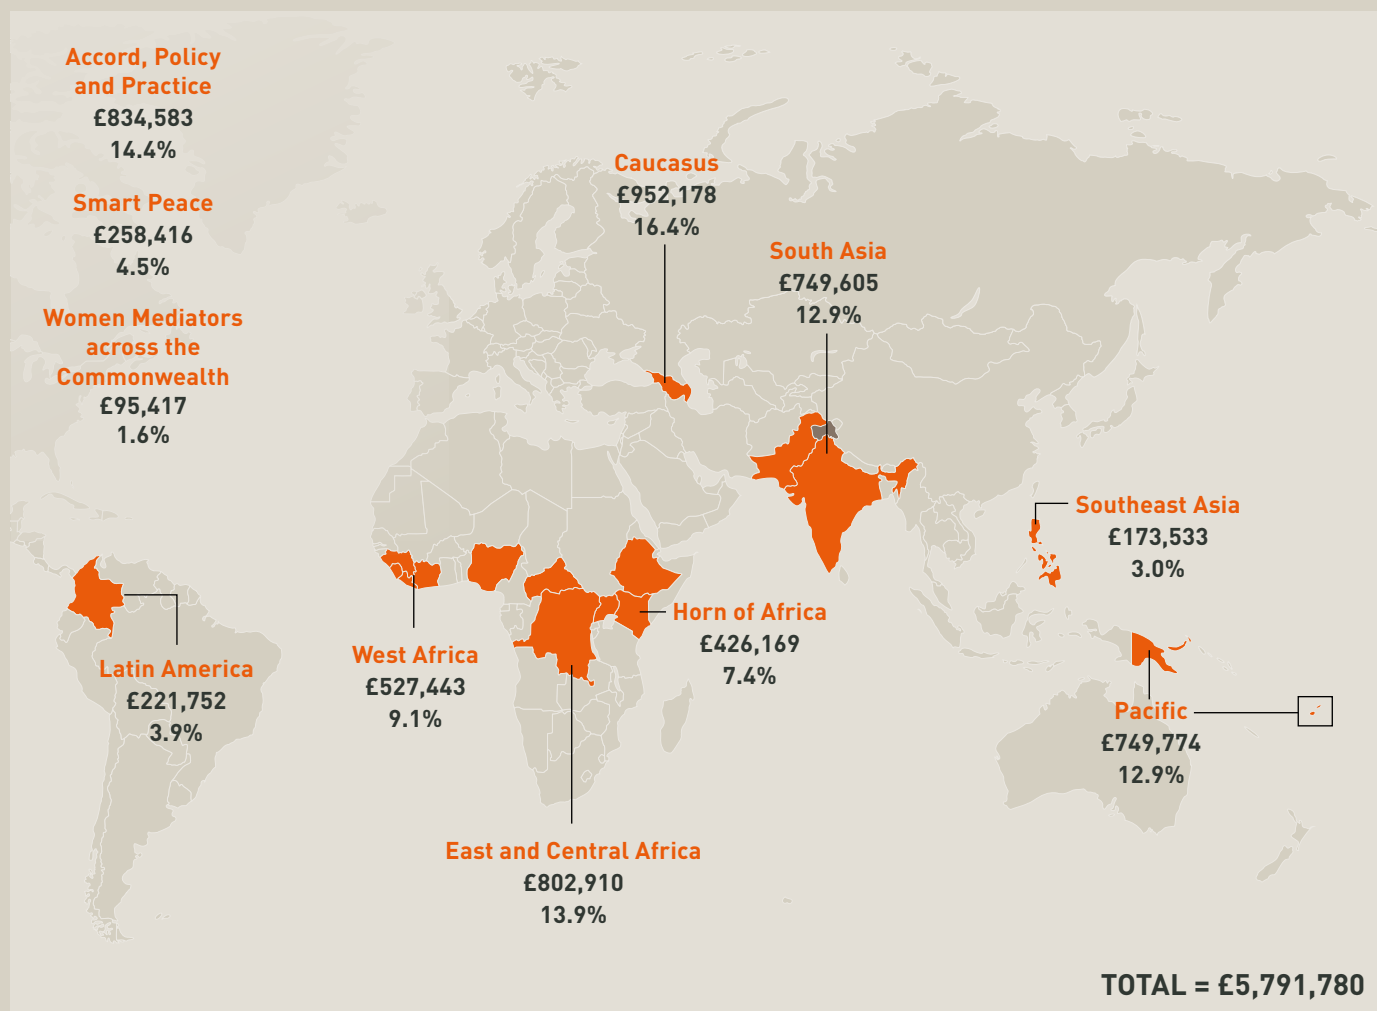 Accord, Policy
and Practice
£834,583
14.4%
Smart Peace
£258,416
4.5%
Women Mediators
across the
Commonwealth
£95,417
1.6%
Caucasus
£952,178
16.4%
South Asia
£749,605
12.9%
Southeast Asia
£173,533
3.0%
Latin America
£221,752
3.9%
West Africa
£527,443
9.1%
Horn of Africa
£426,169
7.4%
Pacific
£749,774
12.9%
East and Central Africa
£802,910
13.9%
TOTAL = £5,791,780